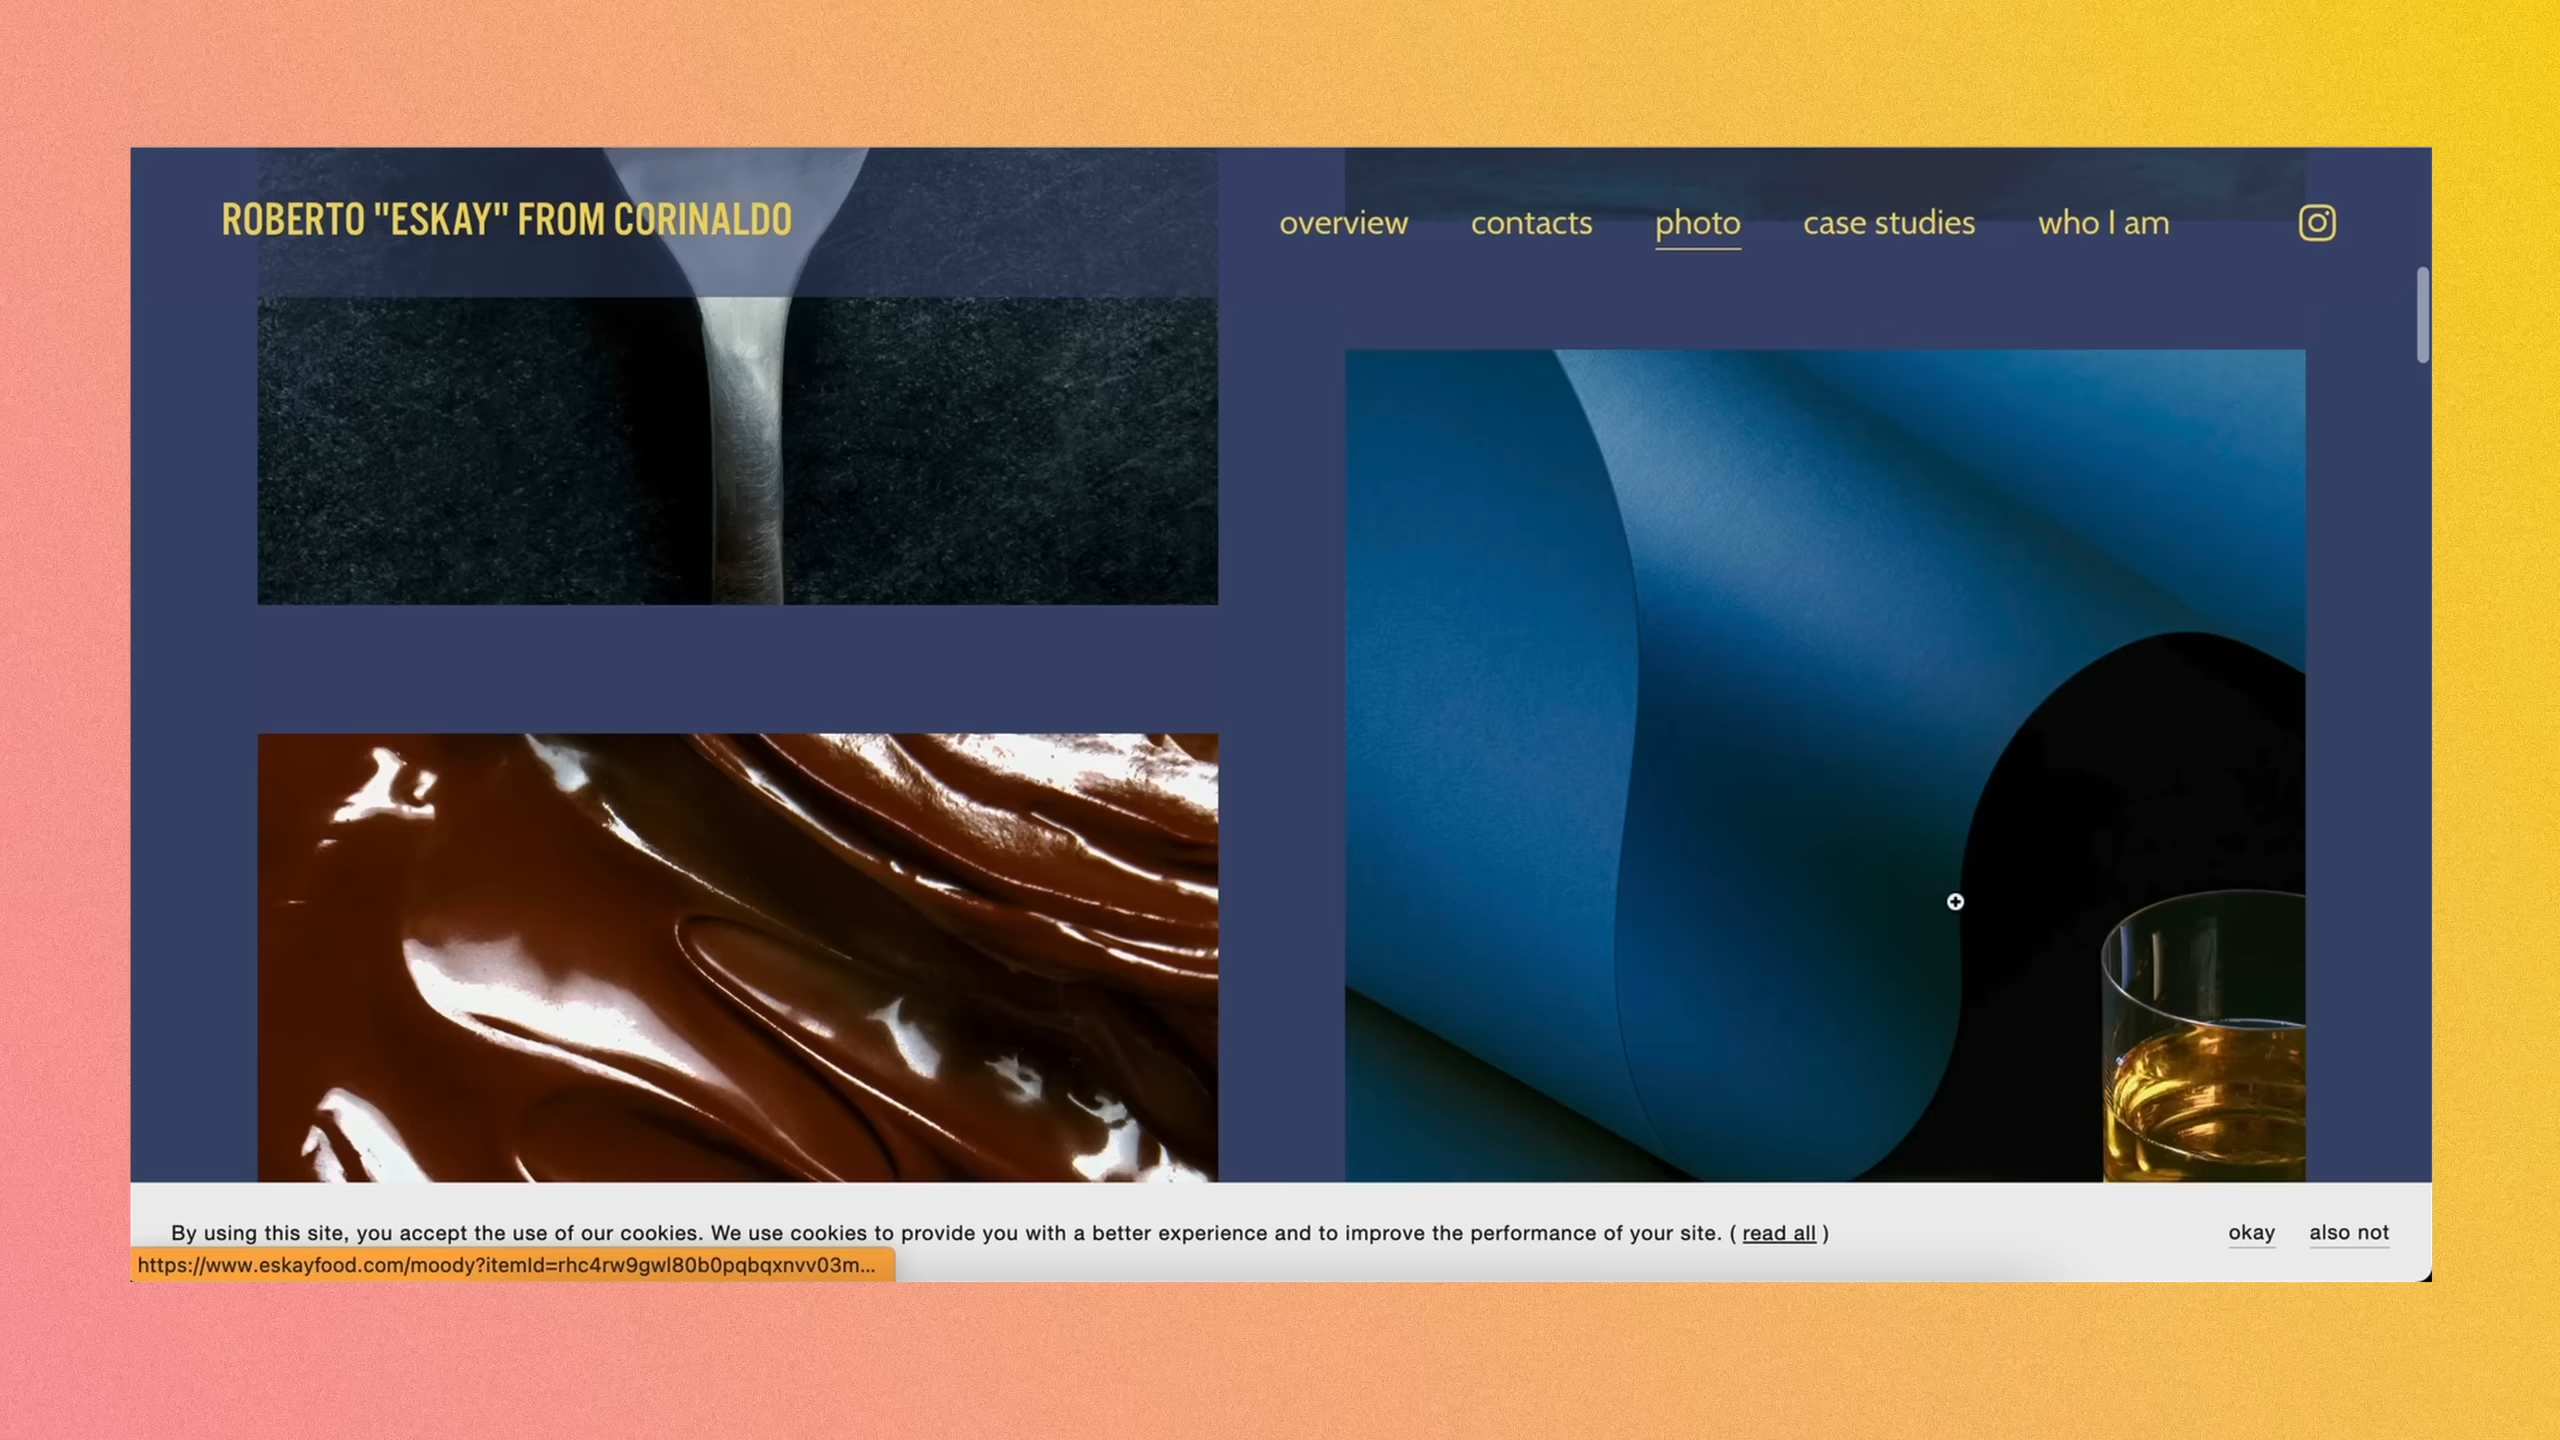 ROBERTO "ESKAY" FROM CORINALDO
overview contacts photo case studies who I am
By using this site, you accept the use of our cookies. We use cookies to provide you with a better experience and to improve the performance of your site. ( read all )
okay also not
https://www.eskayfood.com/moody?itemId=rhc4rw9gwl80b0pqbqxnvv03m...